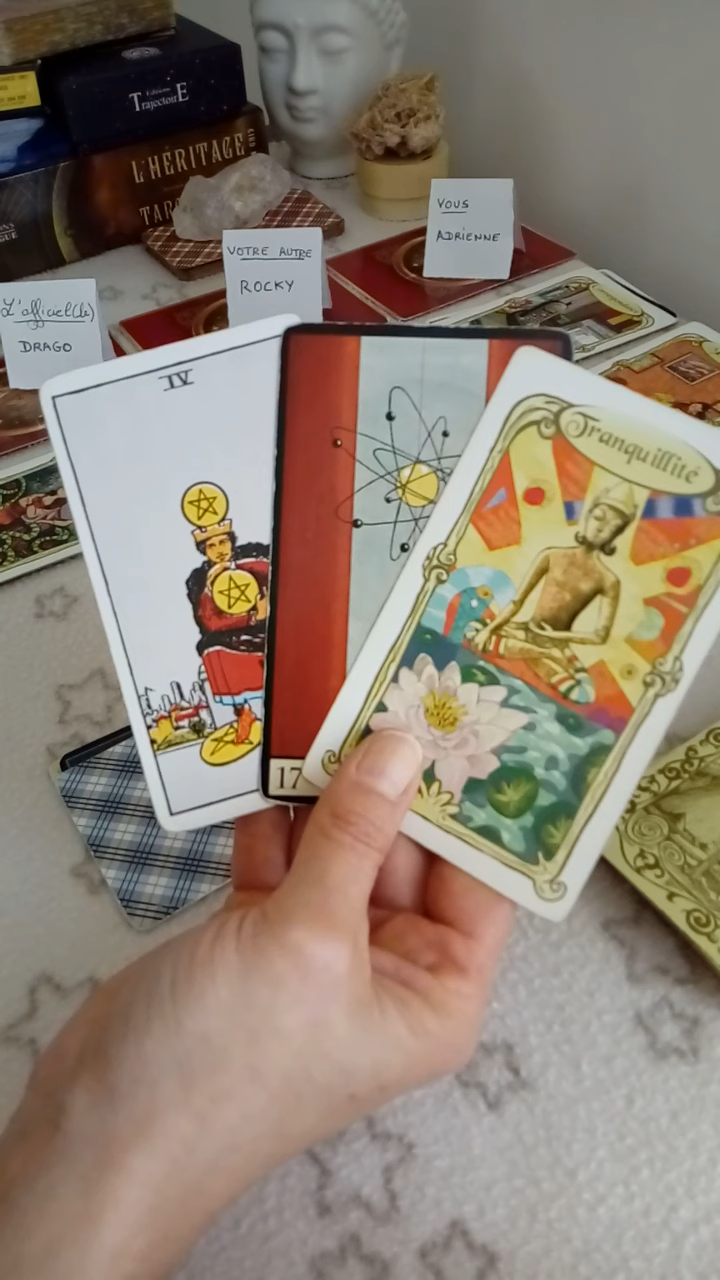 Editions
TrajectoirE
L'HÉRITAGE
TAR
VOUS
ADRIENNE
VOTRE AUTRE
ROCKY
L'officiel(le)
DRAGO
IV
Tranquillité
17